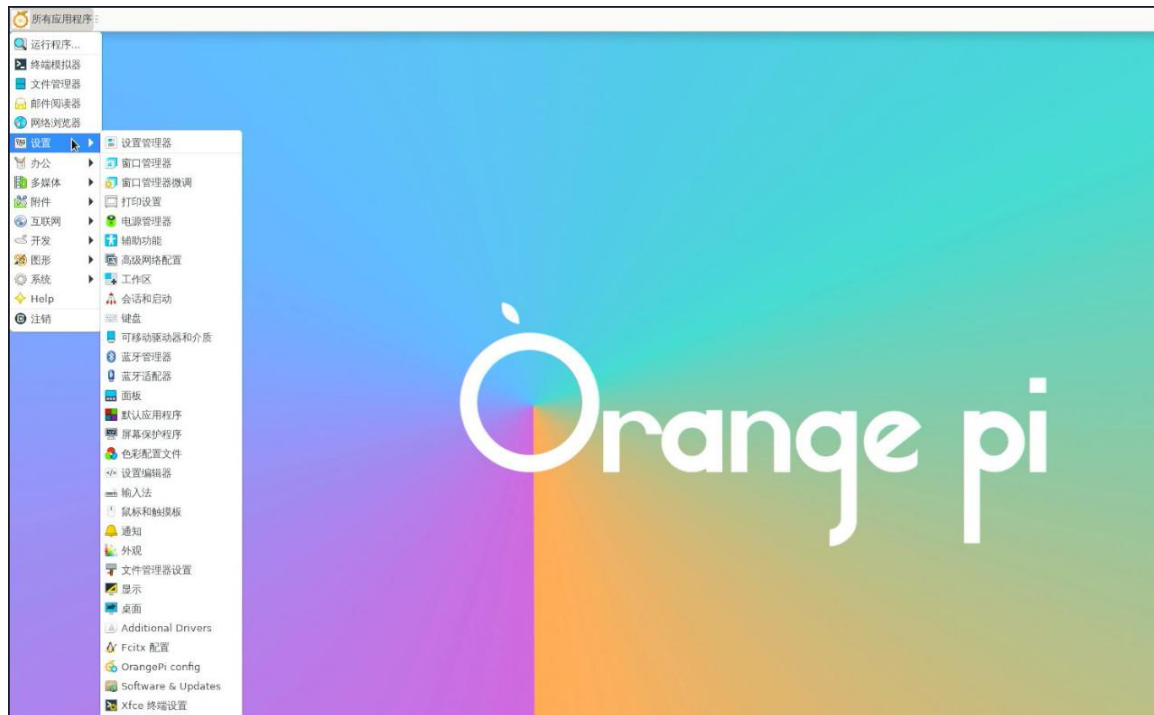 所有应用程序
运行程序...
终端模拟器
文件管理器
邮件阅读器
网络浏览器
设置
办公
多媒体
附件
互联网
开发
图形
系统
Help
注销
设置管理器
窗口管理器
窗口管理器微调
打印设置
电源管理器
辅助功能
高级网络配置
工作区
会话和启动
键盘
可移动驱动器和介质
蓝牙管理器
蓝牙适配器
面板
默认应用程序
屏幕保护程序
色彩配置文件
设置编辑器
输入法
鼠标和触摸板
通知
外观
文件管理器设置
显示
桌面
Additional Drivers
Fcitx 配置
OrangePi config
Software & Updates
Xfce 终端设置
Orange pi